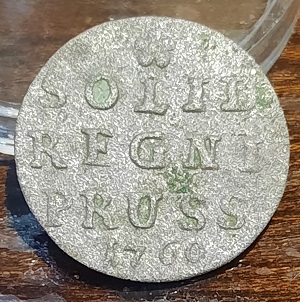 SOLID
REGNI
PRUSS
1760